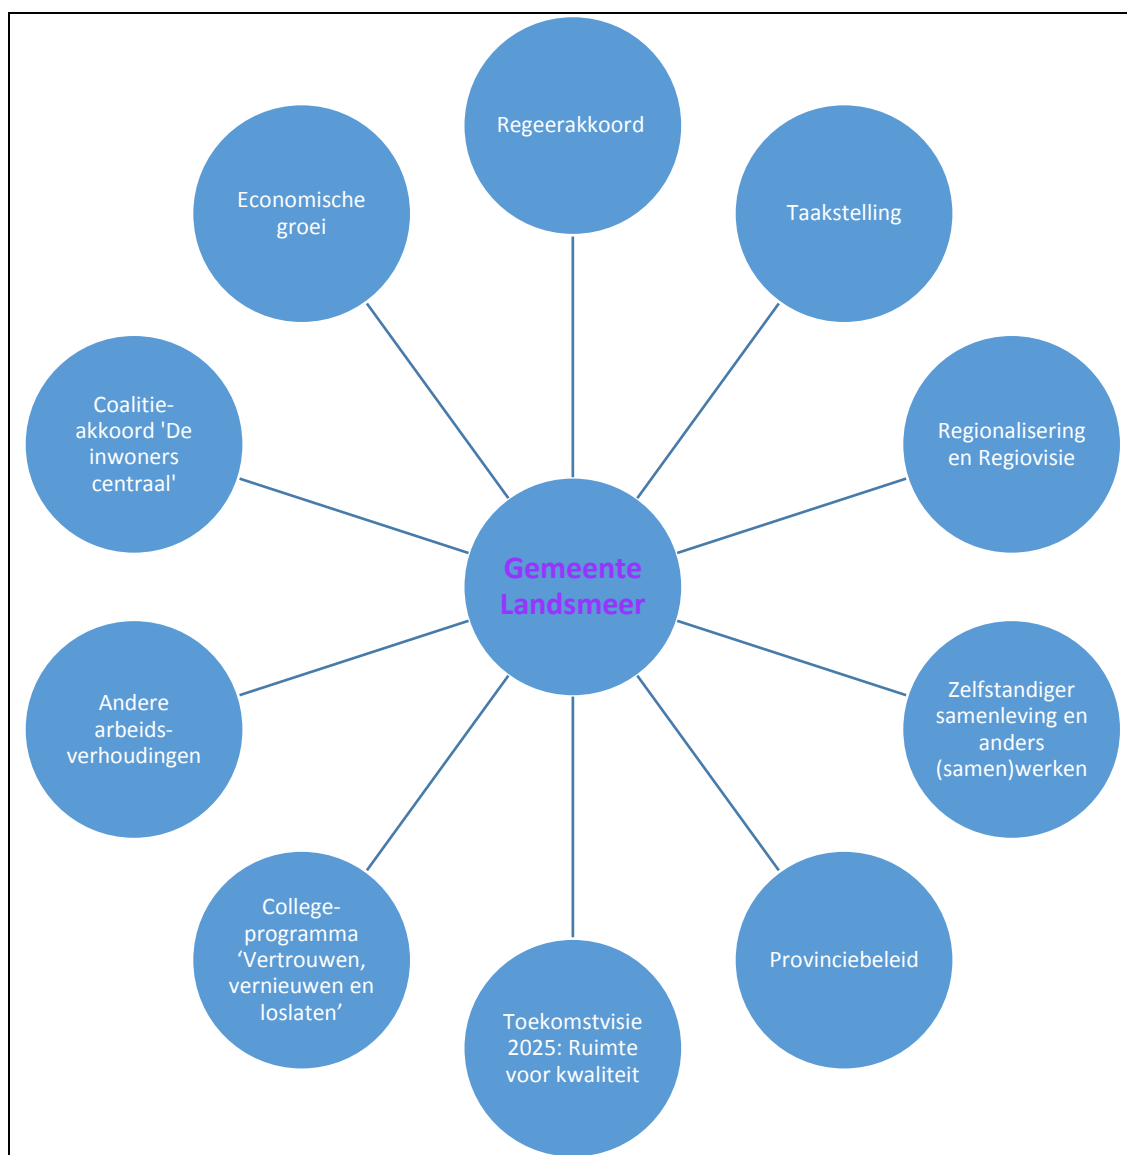 Regeerakkoord
Taakstelling
Regionalisering
en Regiovisie
Zelfstandiger
samenleving en
anders
(samen)werken
Provinciebeleid
Toekomstvisie
2025: Ruimte
voor kwaliteit
College-
programma
‘Vertrouwen,
vernieuwen en
loslaten’
Andere
arbeids-
verhoudingen
Coalitie-
akkoord 'De
inwoners
centraal'
Economische
groei
Gemeente
Landsmeer